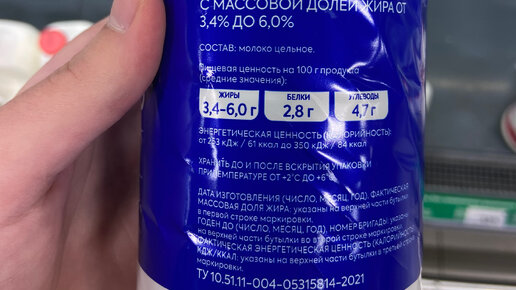 С МАССОВОЙ ДОЛЕЙ ЖИРА ОТ
3,4% ДО 6,0%
СОСТАВ: МОЛОКО ЦЕЛЬНОЕ.
Пищевая ценность на 100 г продукта
(средние значения):
ЖИРЫ БЕЛКИ УГЛЕВОДЫ
3,4-6,0 г 2,8 г 4,7 г
ЭНЕРГЕТИЧЕСКАЯ ЦЕННОСТЬ (КАЛОРИЙНОСТЬ):
от 253 кДж / 61 ккал до 350 кДж / 84 ккал
ХРАНИТЬ ДО И ПОСЛЕ ВСКРЫТИЯ УПАКОВКИ
ПРИ ТЕМПЕРАТУРЕ ОТ +2°С ДО +6°С
ДАТА ИЗГОТОВЛЕНИЯ (ЧИСЛО, МЕСЯЦ, ГОД), ФАКТИЧЕСКАЯ
МАССОВАЯ ДОЛЯ ЖИРА: указаны на верхней части бутылки
в первой строке маркировки.
ГОДЕН ДО (ЧИСЛО, МЕСЯЦ, ГОД), НОМЕР БРИГАДЫ: указаны
на верхней части бутылки во второй строке маркировки.
ФАКТИЧЕСКАЯ ЭНЕРГЕТИЧЕСКАЯ ЦЕННОСТЬ (КАЛОРИЙНОСТЬ),
КДЖ/ККАЛ: указаны на верхней части бутылки в третьей строке
маркировки.
ТУ 10.51.11-004-05315814-2021